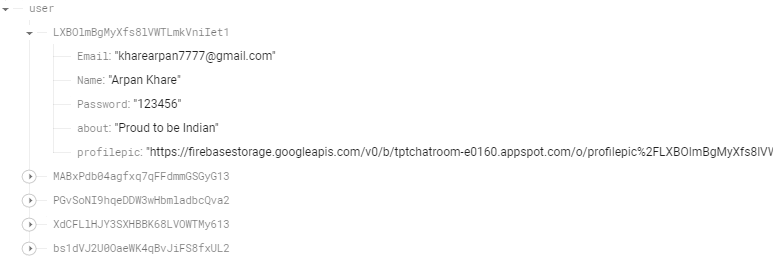 user
LXBOlmBgMyXfs8lVWTLmkVniIet1
Email: "kharearpan7777@gmail.com"
Name: "Arpan Khare"
Password: "123456"
about: "Proud to be Indian"
profilepic: "https://firebasestorage.googleapis.com/v0/b/tptchatroom-e0160.appspot.com/o/profilepic%2FLXBOlmBgMyXfs8lVW
MABxPdb04agfxq7qFFdmmGSGyG13
PGvSoNI9hqeDDW3wHbmladbcQva2
XdCFLlHJY3SXHBBK68LVOWTMy613
bs1dVJ2U0OaeWK4qBvJiFS8fxUL2